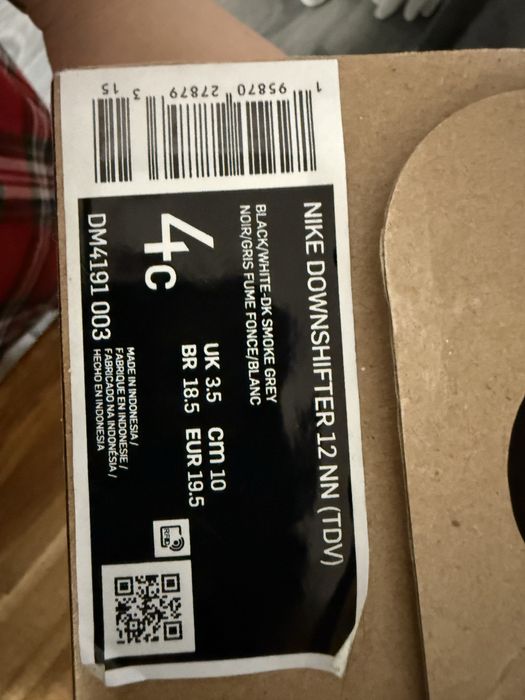 1 95870 27879 3 15
NIKE DOWNSHIFTER 12 NN (TDV)
BLACK/WHITE-DK SMOKE GREY
NOIR/GRIS FUME FONCE/BLANC
4C
UK 3.5 cm 10
BR 18.5 EUR 19.5
DM4191 003
MADE IN INDONESIA/
FABRIQUE EN INDONESIE/
FABRICADO NA INDONÉSIA/
HECHO EN INDONESIA
RFID